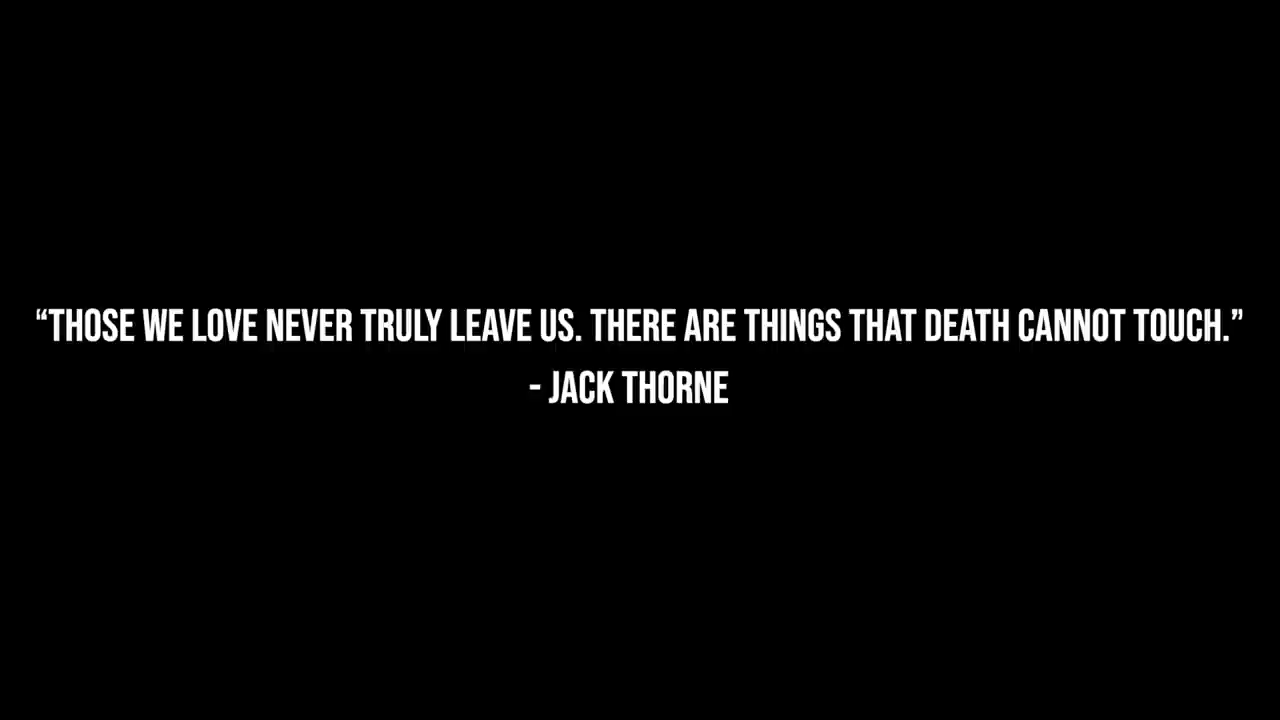 “THOSE WE LOVE NEVER TRULY LEAVE US. THERE ARE THINGS THAT DEATH CANNOT TOUCH.”
- JACK THORNE